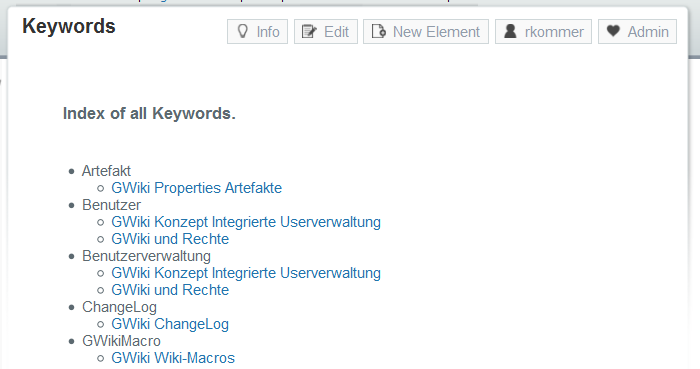 Keywords
Info
Edit
New Element
rkommer
Admin
Index of all Keywords.
Artefakt
GWiki Properties Artefakte
Benutzer
GWiki Konzept Integrierte Userverwaltung
GWiki und Rechte
Benutzerverwaltung
GWiki Konzept Integrierte Userverwaltung
GWiki und Rechte
ChangeLog
GWiki ChangeLog
GWikiMacro
GWiki Wiki-Macros